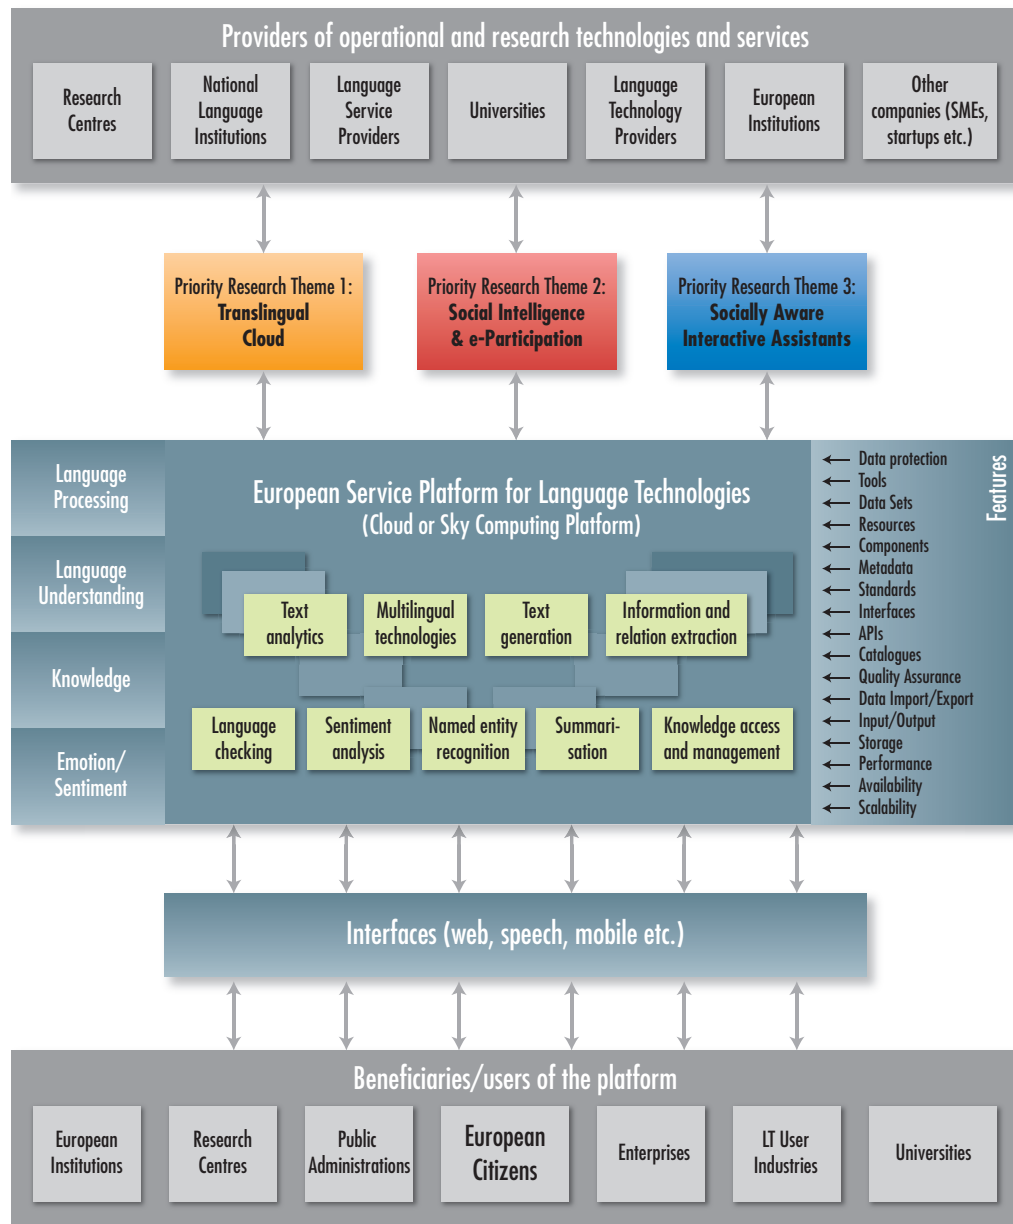 Providers of operational and research technologies and services
Research
Centres
National
Language
Institutions
Language
Service
Providers
Universities
Language
Technology
Providers
European
Institutions
Other
companies (SMEs,
startups etc.)
Priority Research Theme 1:
Translingual
Cloud
Priority Research Theme 2:
Social Intelligence
& e-Participation
Priority Research Theme 3:
Socially Aware
Interactive Assistants
Language
Processing
Language
Understanding
Knowledge
Emotion/
Sentiment
European Service Platform for Language Technologies
(Cloud or Sky Computing Platform)
Text
analytics
Multilingual
technologies
Text
generation
Information and
relation extraction
Language
checking
Sentiment
analysis
Named entity
recognition
Summari-
sation
Knowledge access
and management
Features
Data protection
Tools
Data Sets
Resources
Components
Metadata
Standards
Interfaces
APIs
Catalogues
Quality Assurance
Data Import/Export
Input/Output
Storage
Performance
Availability
Scalability
Interfaces (web, speech, mobile etc.)
Beneficiaries/users of the platform
European
Institutions
Research
Centres
Public
Administrations
European
Citizens
Enterprises
LT User
Industries
Universities